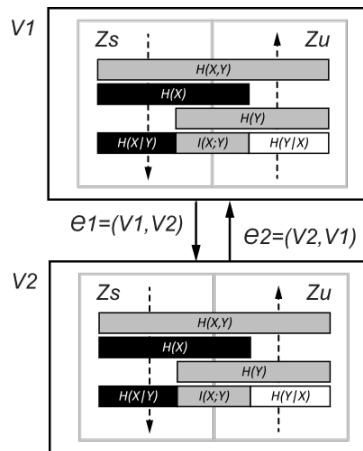 V1
Zs Zu
H(X,Y)
H(X)
H(Y)
H(X|Y) I(X;Y) H(Y|X)
e1=(V1,V2) e2=(V2,V1)
V2
Zs Zu
H(X,Y)
H(X)
H(Y)
H(X|Y) I(X;Y) H(Y|X)